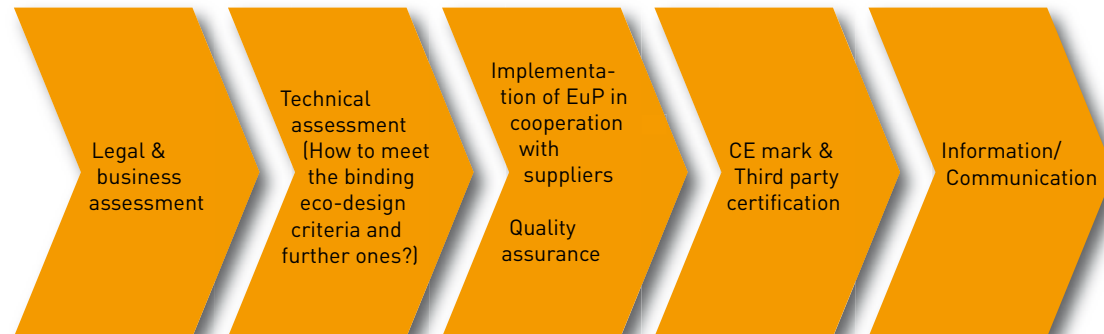 Legal &
business
assessment
Technical
assessment
(How to meet
the binding
eco-design
criteria and
further ones?)
Implementa-
tion of EuP in
cooperation
with
suppliers
Quality
assurance
CE mark &
Third party
certification
Information/
Communication